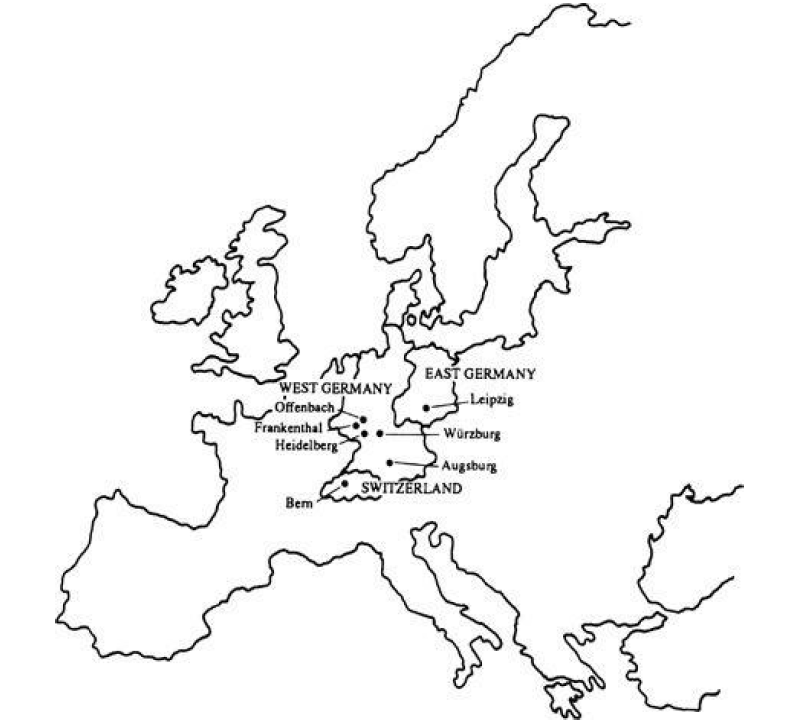 EAST GERMANY
WEST GERMANY
Leipzig
Offenbach
Frankenthal
Würzburg
Heidelberg
Augsburg
SWITZERLAND
Bern